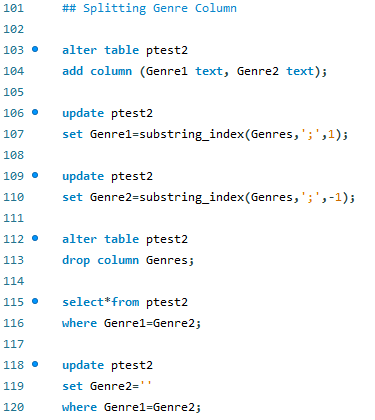 101 ## Splitting Genre Column
102
103 alter table ptest2
104 add column (Genre1 text, Genre2 text);
105
106 update ptest2
107 set Genre1=substring_index(Genres,';',1);
108
109 update ptest2
110 set Genre2=substring_index(Genres,';',-1);
111
112 alter table ptest2
113 drop column Genres;
114
115 select*from ptest2
116 where Genre1=Genre2;
117
118 update ptest2
119 set Genre2=''
120 where Genre1=Genre2;